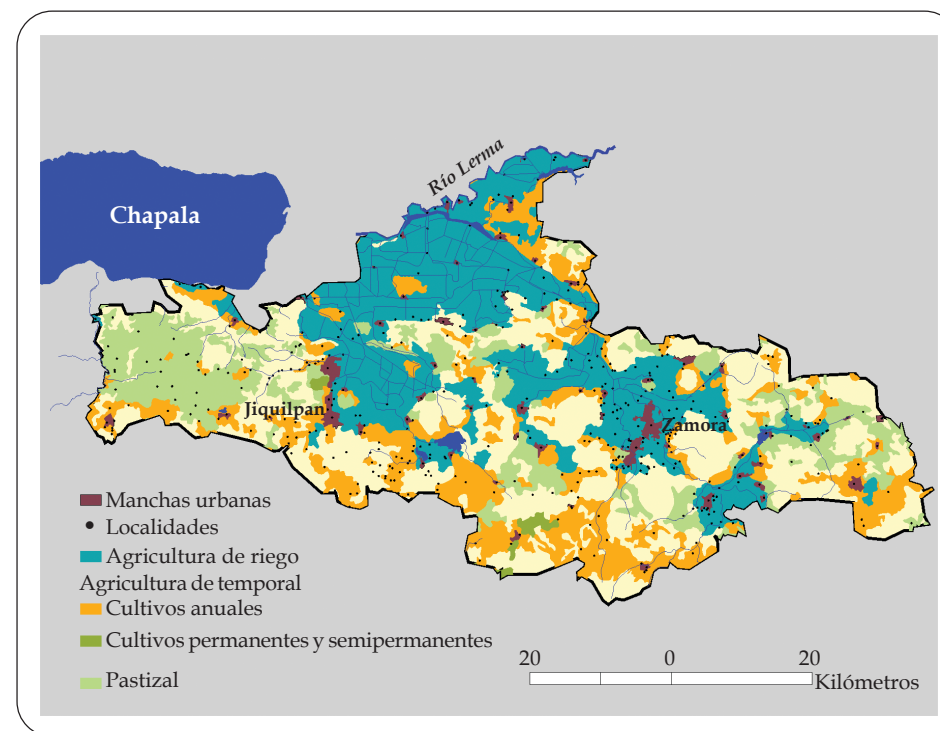 Río Lerma
Chapala
Jiquilpan
Zamora
Manchas urbanas
Localidades
Agricultura de riego
Agricultura de temporal
Cultivos anuales
Cultivos permanentes y semipermanentes
Pastizal
20 0 20
Kilómetros